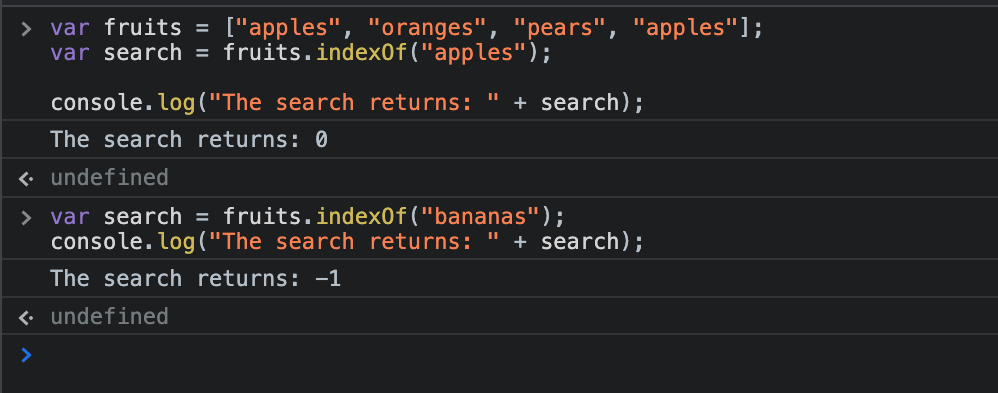 > var fruits = ["apples", "oranges", "pears", "apples"];
var search = fruits.indexOf("apples");
console.log("The search returns: " + search);
The search returns: 0
undefined
> var search = fruits.indexOf("bananas");
console.log("The search returns: " + search);
The search returns: -1
undefined
>